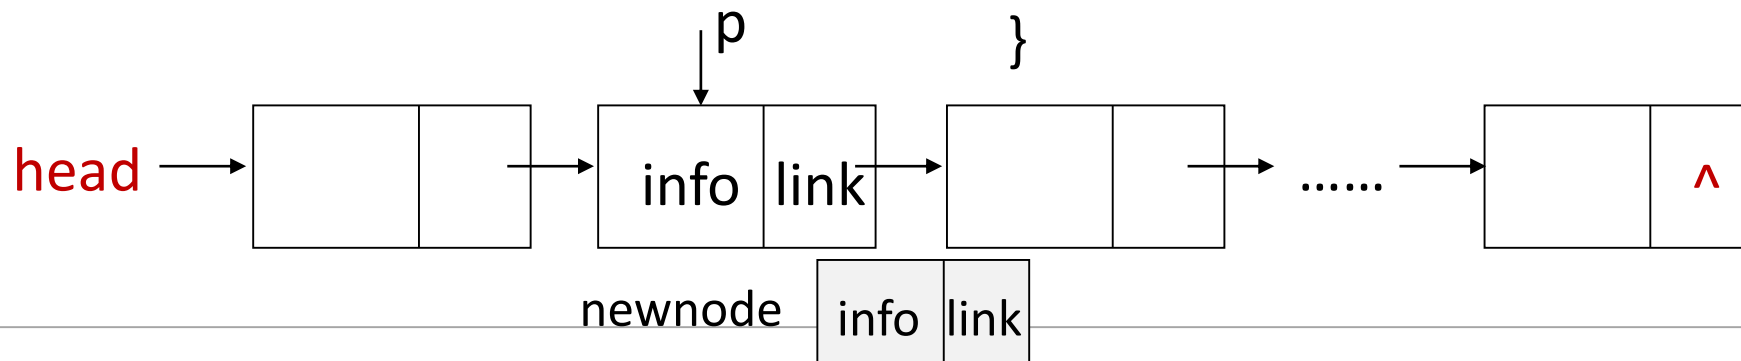 p }
head info link ...... ^
newnode info link